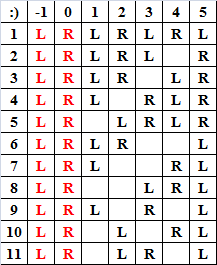 :) -1 0 1 2 3 4 5
1 L R L R L R L
2 L R L R L R
3 L R L R L R
4 L R L R L R
5 L R L R L R
6 L R L R L
7 L R L R L
8 L R L R L
9 L R L R L
10 L R L R L
11 L R L R L